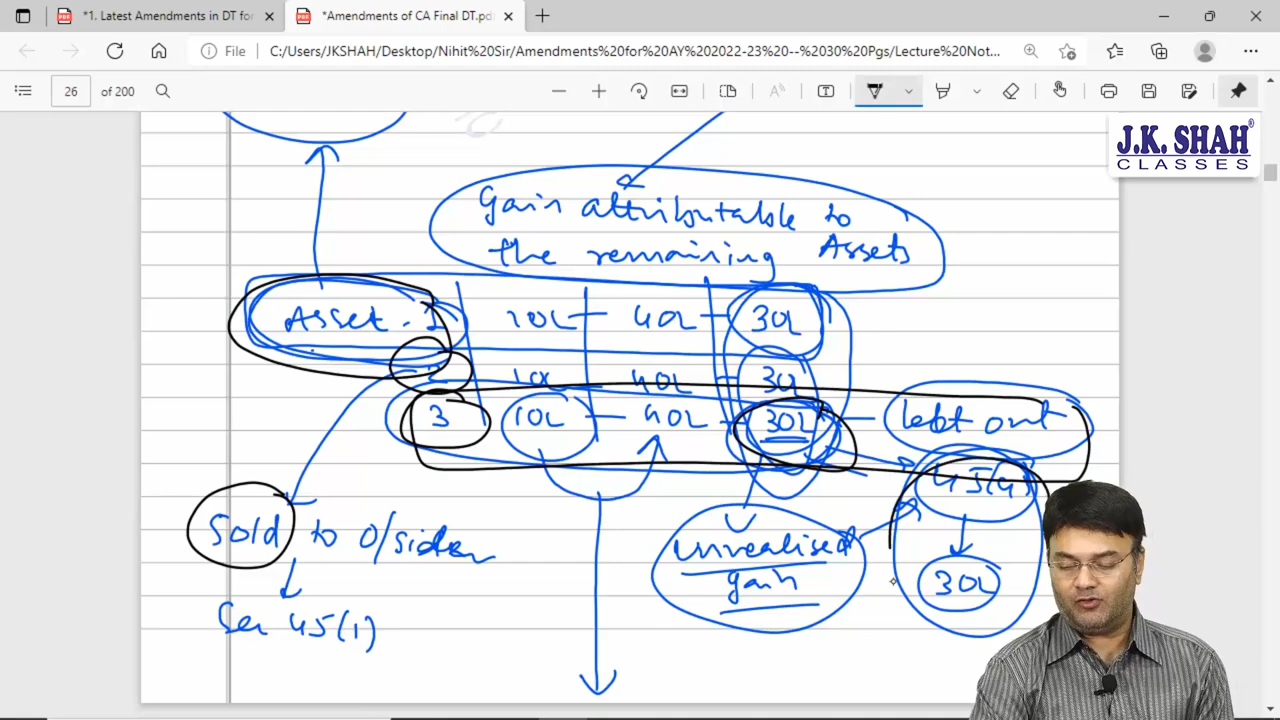 *1. Latest Amendments in DT for
*Amendments of CA Final DT.pd
File
C:/Users/JKSHAH/Desktop/Nihit%20Sir/Amendments%20for%20AY%202022-23%20--%2030%20Pgs/Lecture%20Not...
26 of 200
J.K. SHAH®
CLASSES
Gain attributable to
the remaining Assets
Asset - 1 10L 40L 30L
2 10L 40L 30L
3 10L 40L 30L
45(4)
Sold to O/sider
unrealised
gain
30L
Sec 45(1)